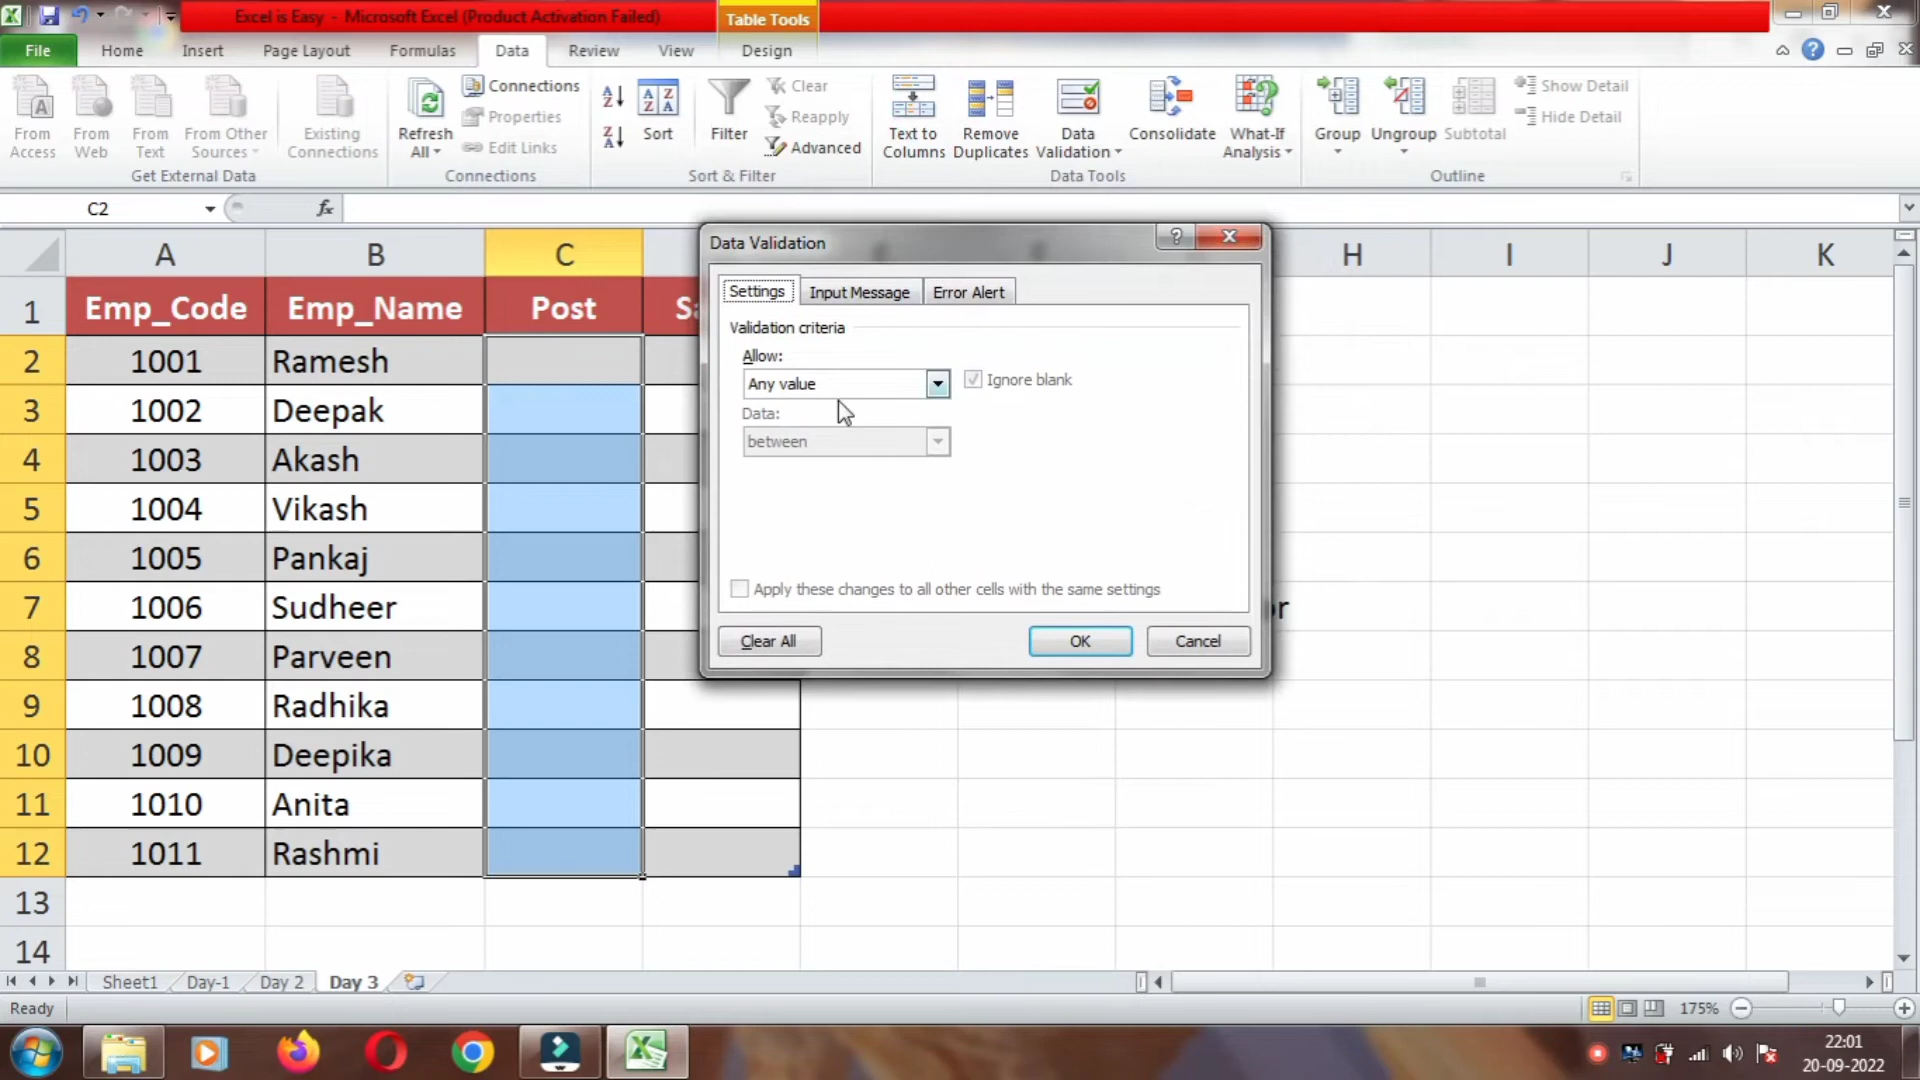 Excel is Easy - Microsoft Excel (Product Activation Failed)
Table Tools
File Home Insert Page Layout Formulas Data Review View Design
From Access
From Web
From Text
From Other Sources
Existing Connections
Get External Data
Refresh All
Connections
Properties
Edit Links
Connections
Sort
Filter
Clear
Reapply
Advanced
Sort & Filter
Text to Columns
Remove Duplicates
Data Validation
Consolidate
What-If Analysis
Data Tools
Group
Ungroup
Subtotal
Show Detail
Hide Detail
Outline
C2 fx
A B C H I J K
1 Emp_Code Emp_Name Post
2 1001 Ramesh
3 1002 Deepak
4 1003 Akash
5 1004 Vikash
6 1005 Pankaj
7 1006 Sudheer
8 1007 Parveen
9 1008 Radhika
10 1009 Deepika
11 1010 Anita
12 1011 Rashmi
13
14
Data Validation
Settings Input Message Error Alert
Validation criteria
Allow:
Any value Ignore blank
Data:
between
Apply these changes to all other cells with the same settings
Clear All OK Cancel
Sheet1 Day-1 Day 2 Day 3
Ready 175%
22:01
20-09-2022